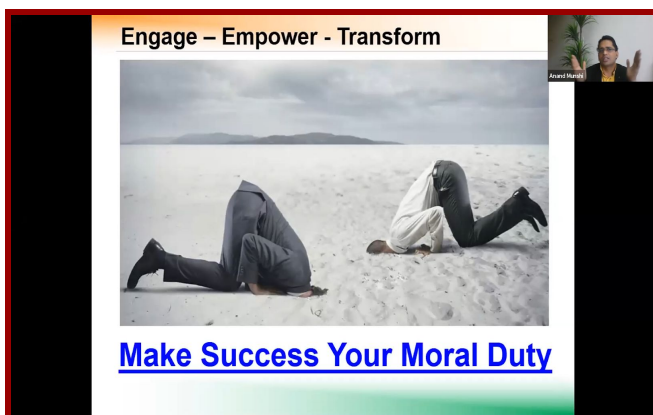 Engage – Empower - Transform
Anand Munshi
Make Success Your Moral Duty